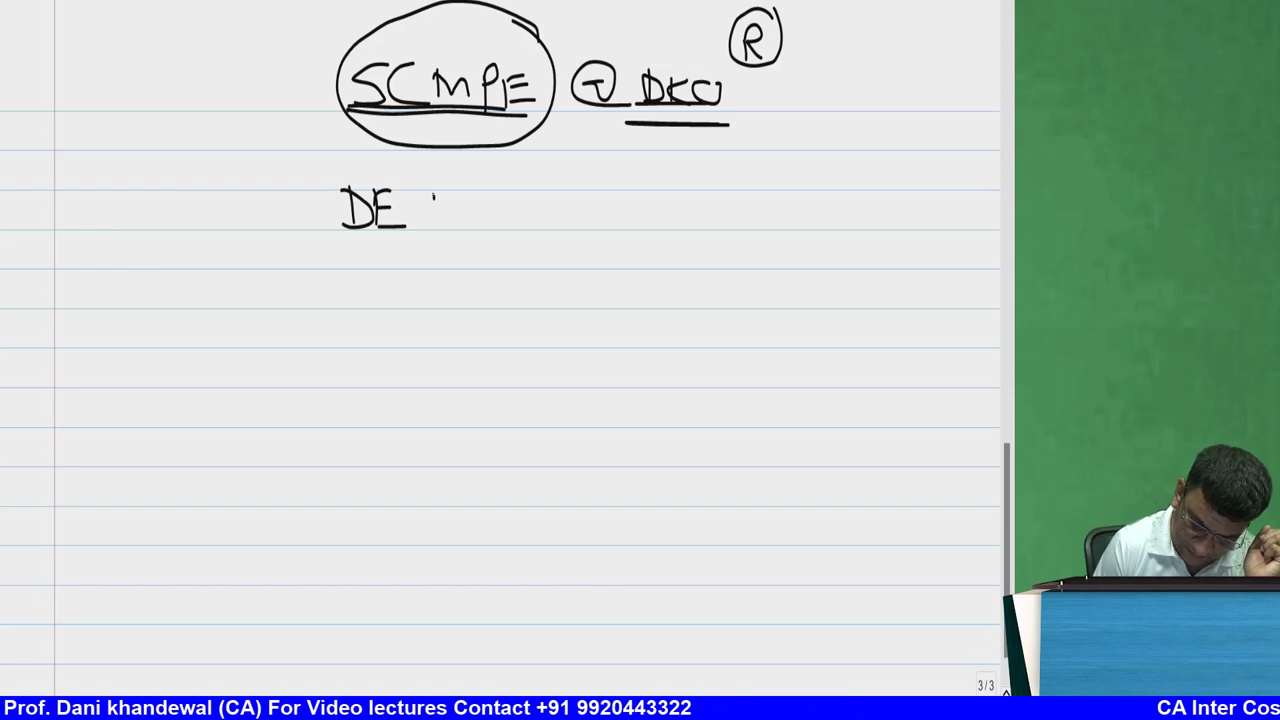 R
SCMPE @ DKC
DE
3/3
Prof. Dani khandewal (CA) For Video lectures Contact +91 9920443322
CA Inter Cos